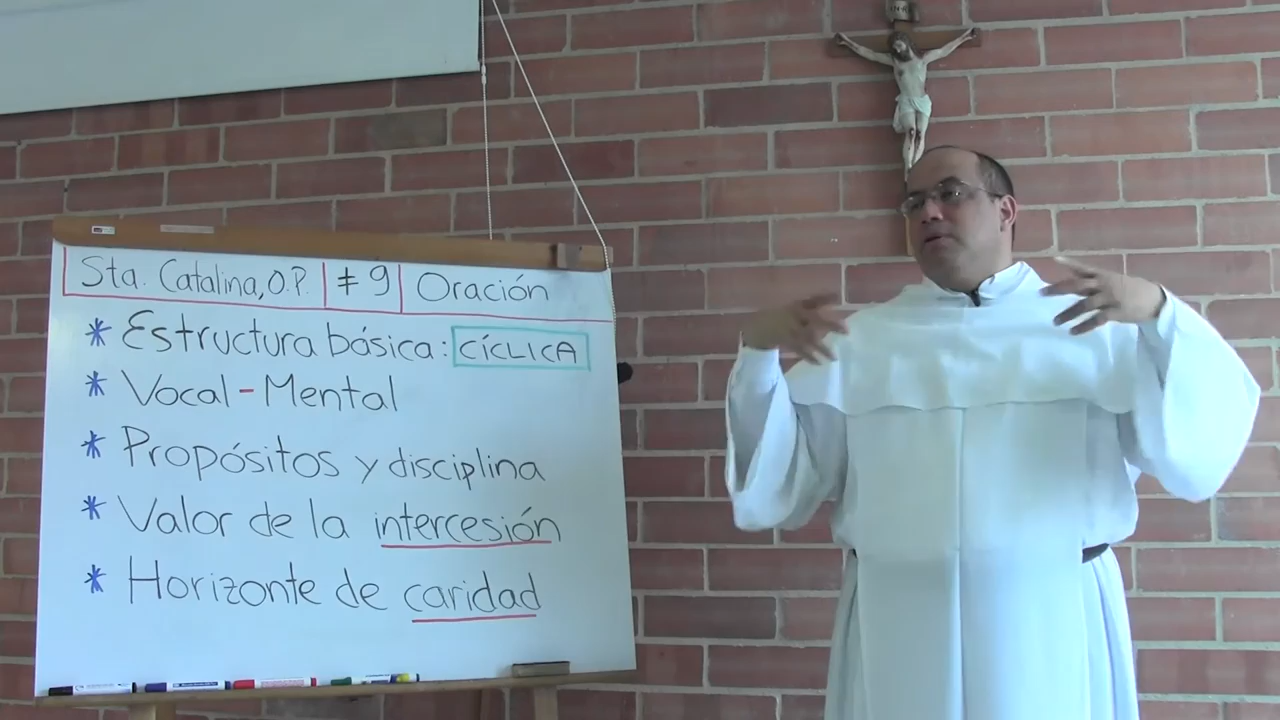 Sta. Catalina, O.P. # 9 Oración
* Estructura básica: CÍCLICA
* Vocal - Mental
* Propósitos y disciplina
* Valor de la intercesión
* Horizonte de caridad